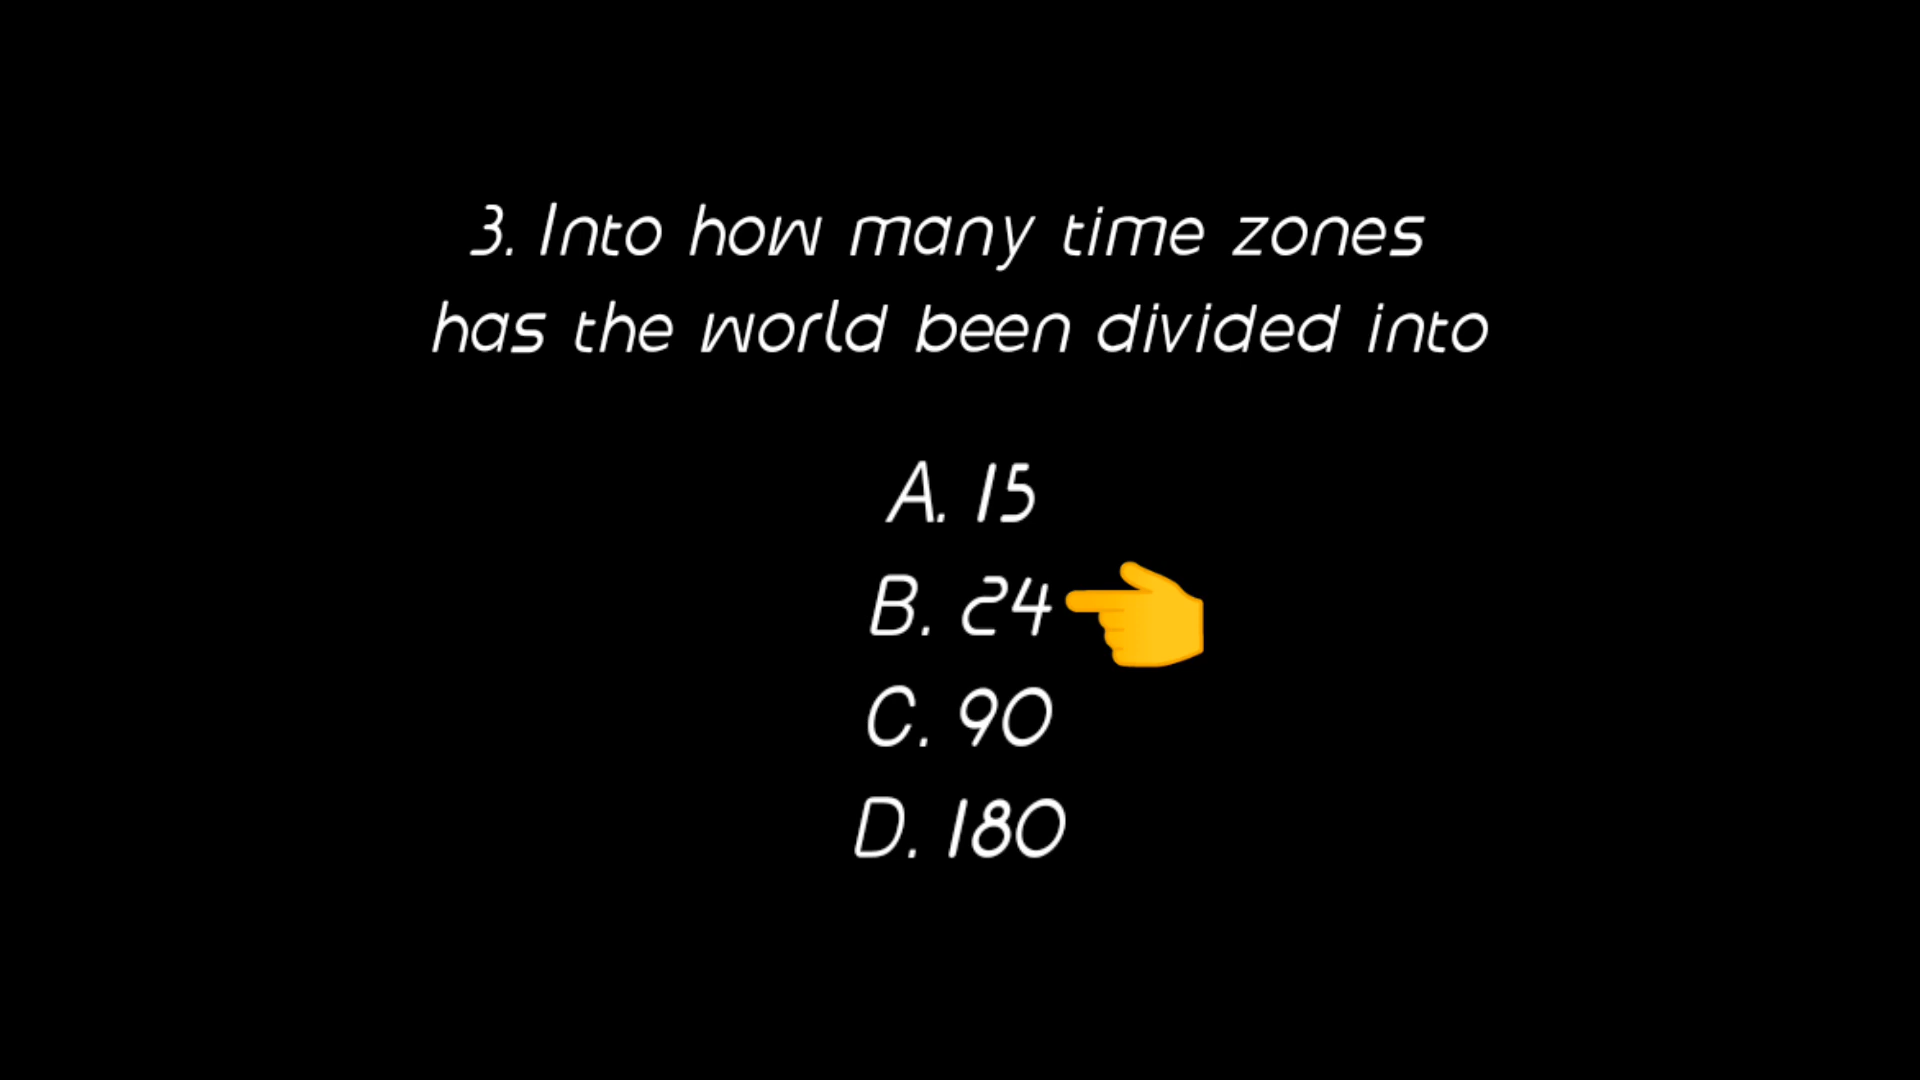 3. Into how many time zones
has the world been divided into
A. 15
B. 24
C. 90
D. 180